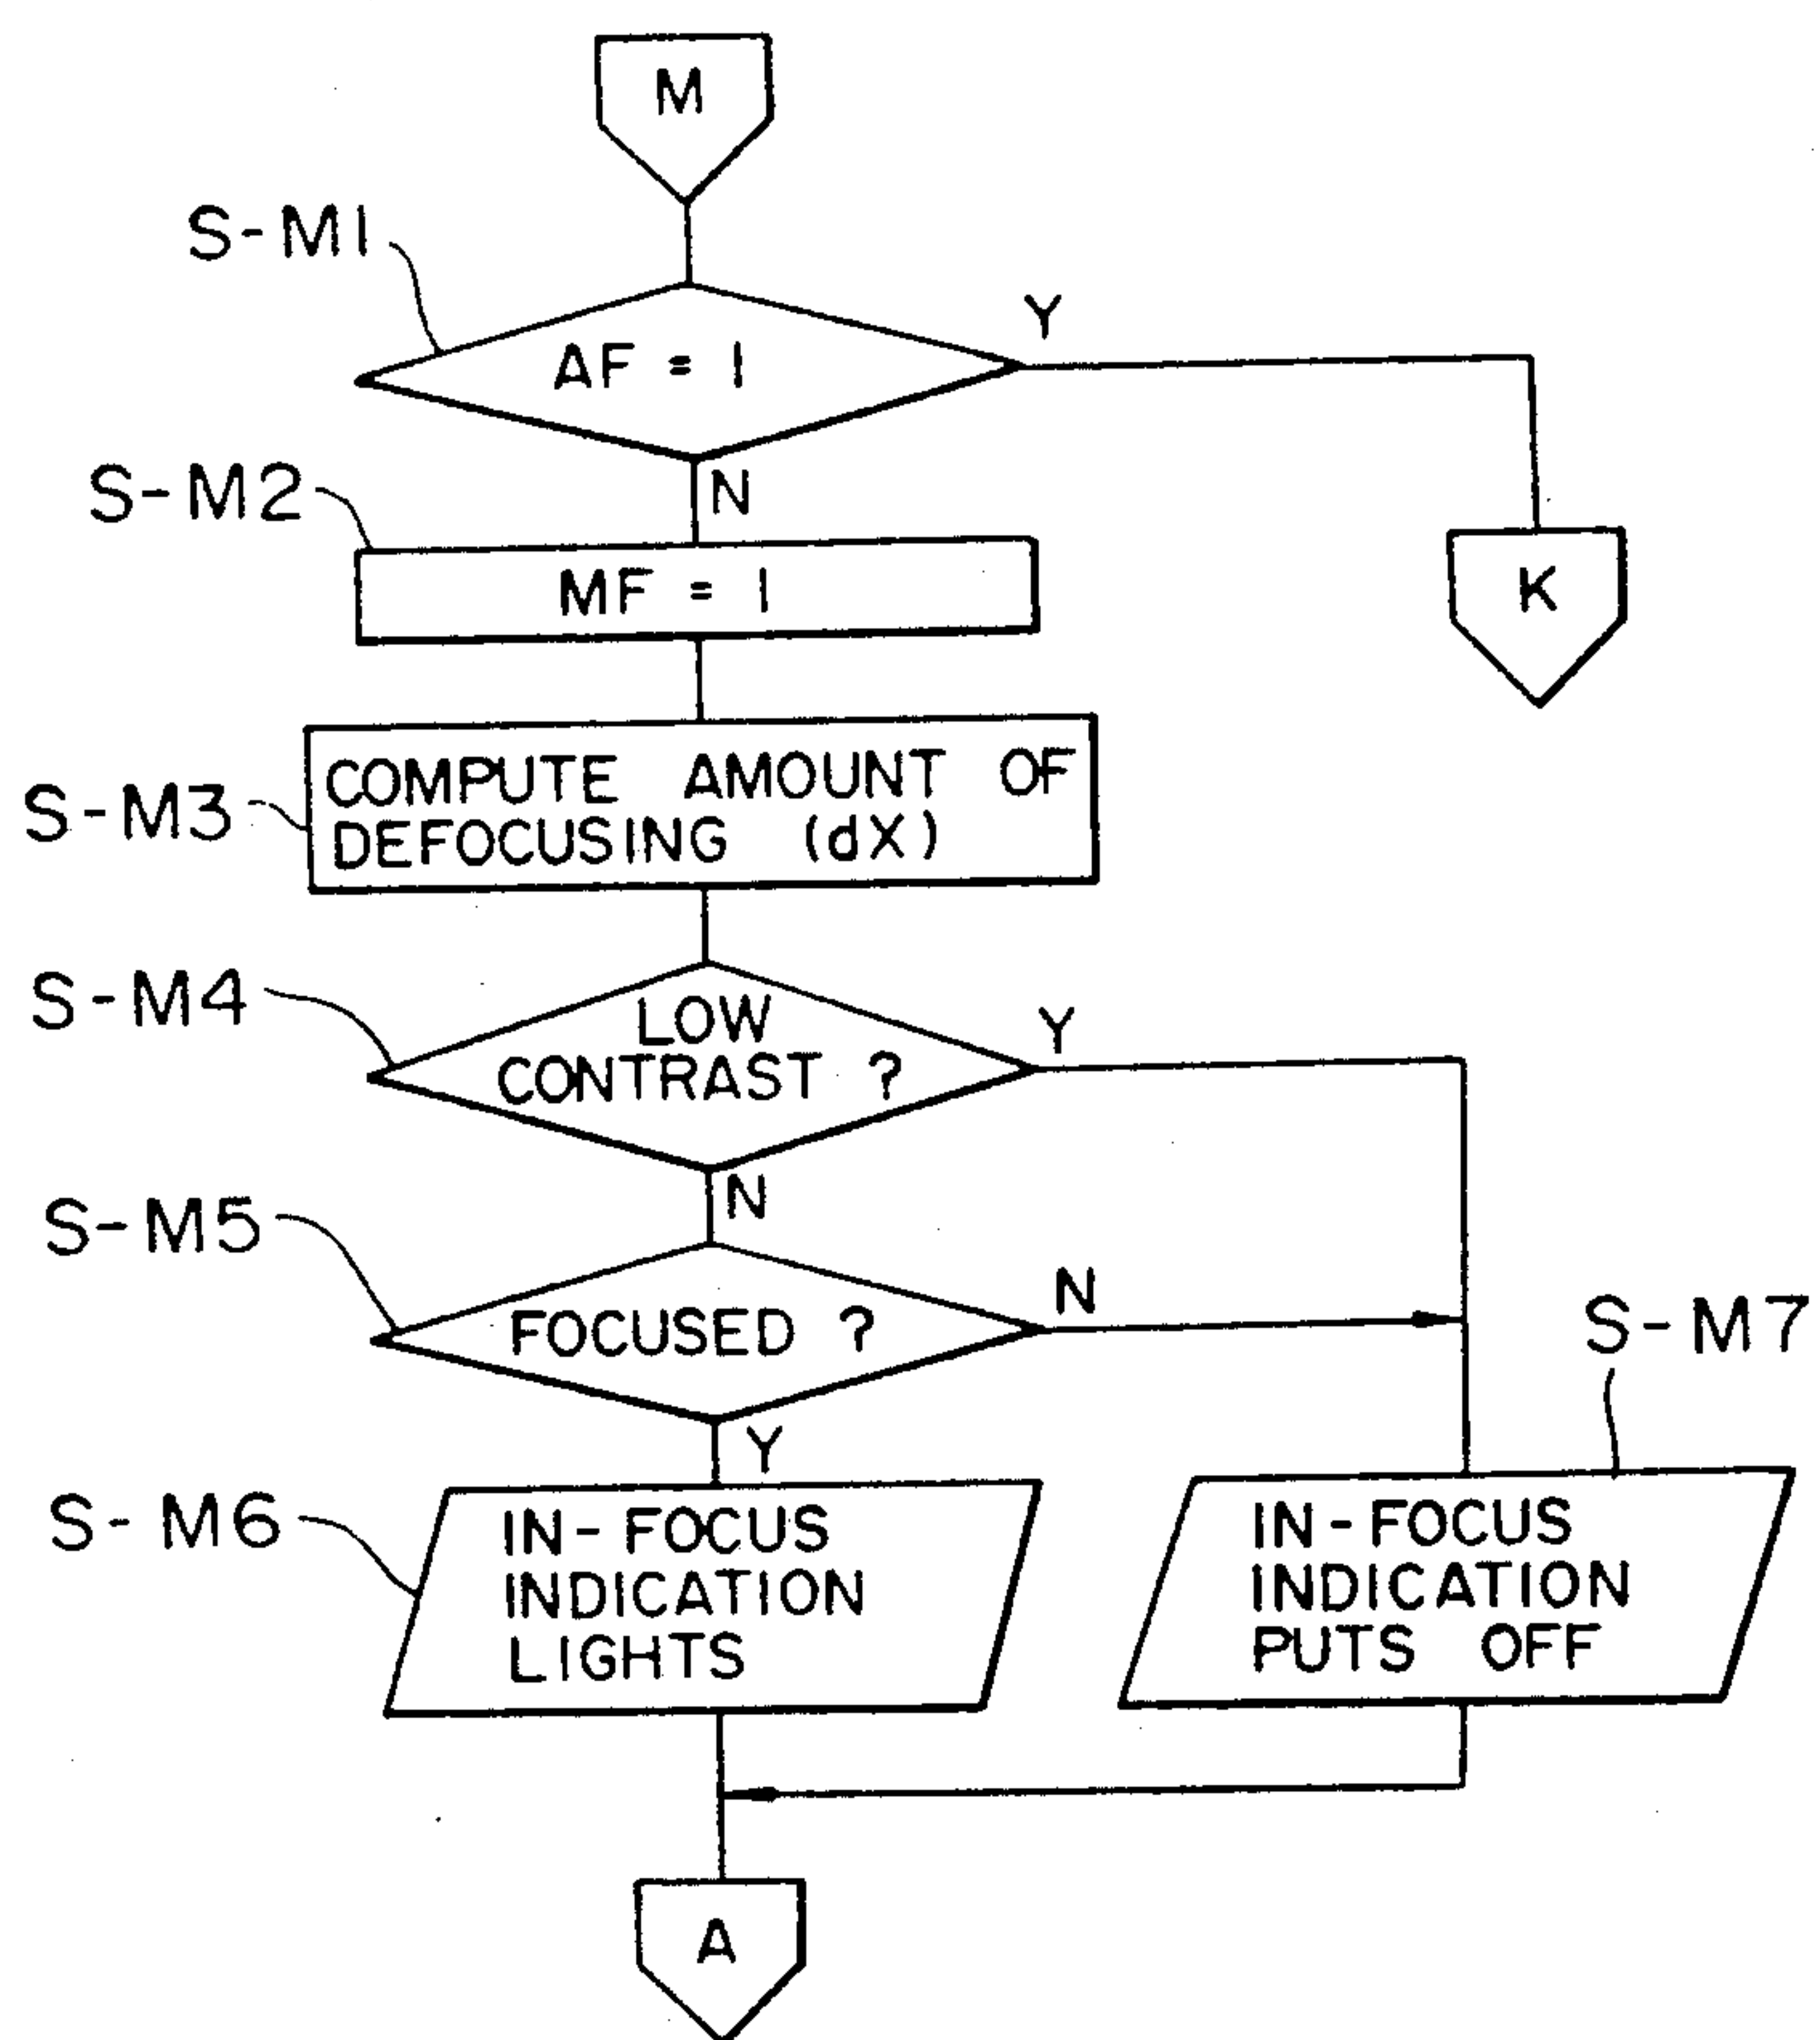 M
S-M1
AF = 1
Y
N
S-M2
MF = 1
K
S-M3
COMPUTE AMOUNT OF
DEFOCUSING (dX)
S-M4
LOW
CONTRAST ?
Y
N
S-M5
FOCUSED ?
N
Y
S-M7
S-M6
IN-FOCUS
INDICATION
LIGHTS
IN-FOCUS
INDICATION
PUTS OFF
A